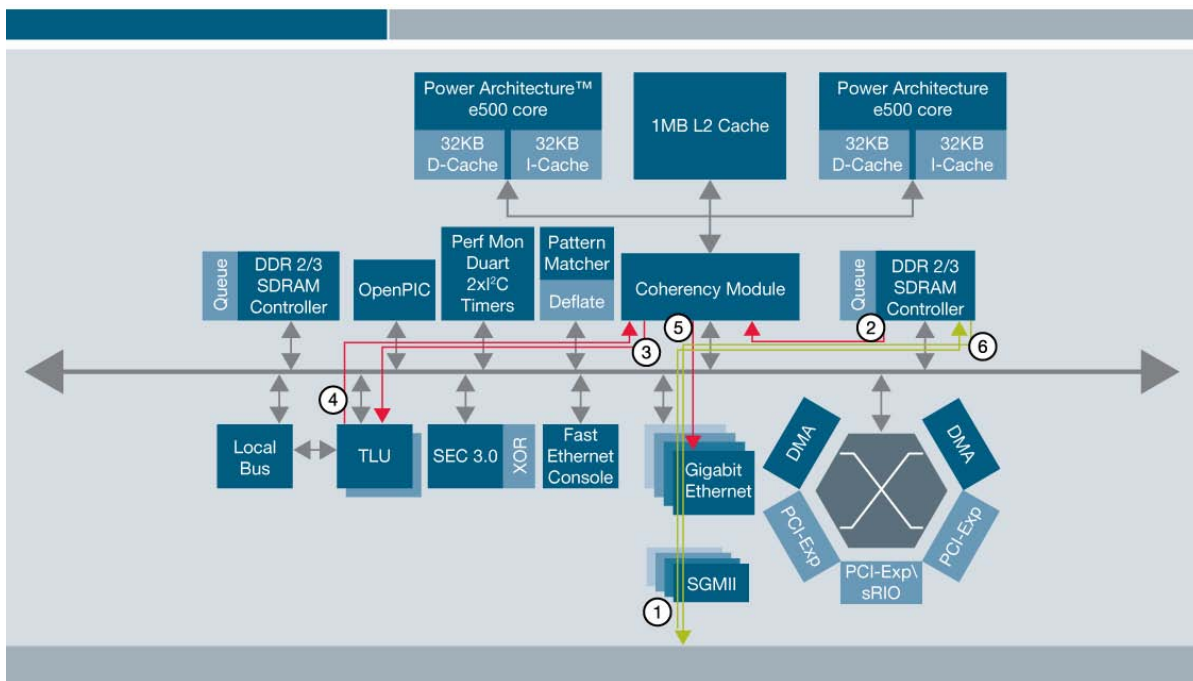 Power Architecture™
e500 core
32KB
D-Cache
32KB
I-Cache
1MB L2 Cache
Power Architecture
e500 core
32KB
D-Cache
32KB
I-Cache
Queue
DDR 2/3
SDRAM
Controller
OpenPIC
Perf Mon
Duart
2xI²C
Timers
Pattern
Matcher
Deflate
Coherency Module
Queue
DDR 2/3
SDRAM
Controller
5
2
3
6
4
Local
Bus
TLU
SEC 3.0
XOR
Fast
Ethernet
Console
Gigabit
Ethernet
DMA
DMA
PCI-Exp
PCI-Exp
PCI-Exp\
sRIO
SGMII
1